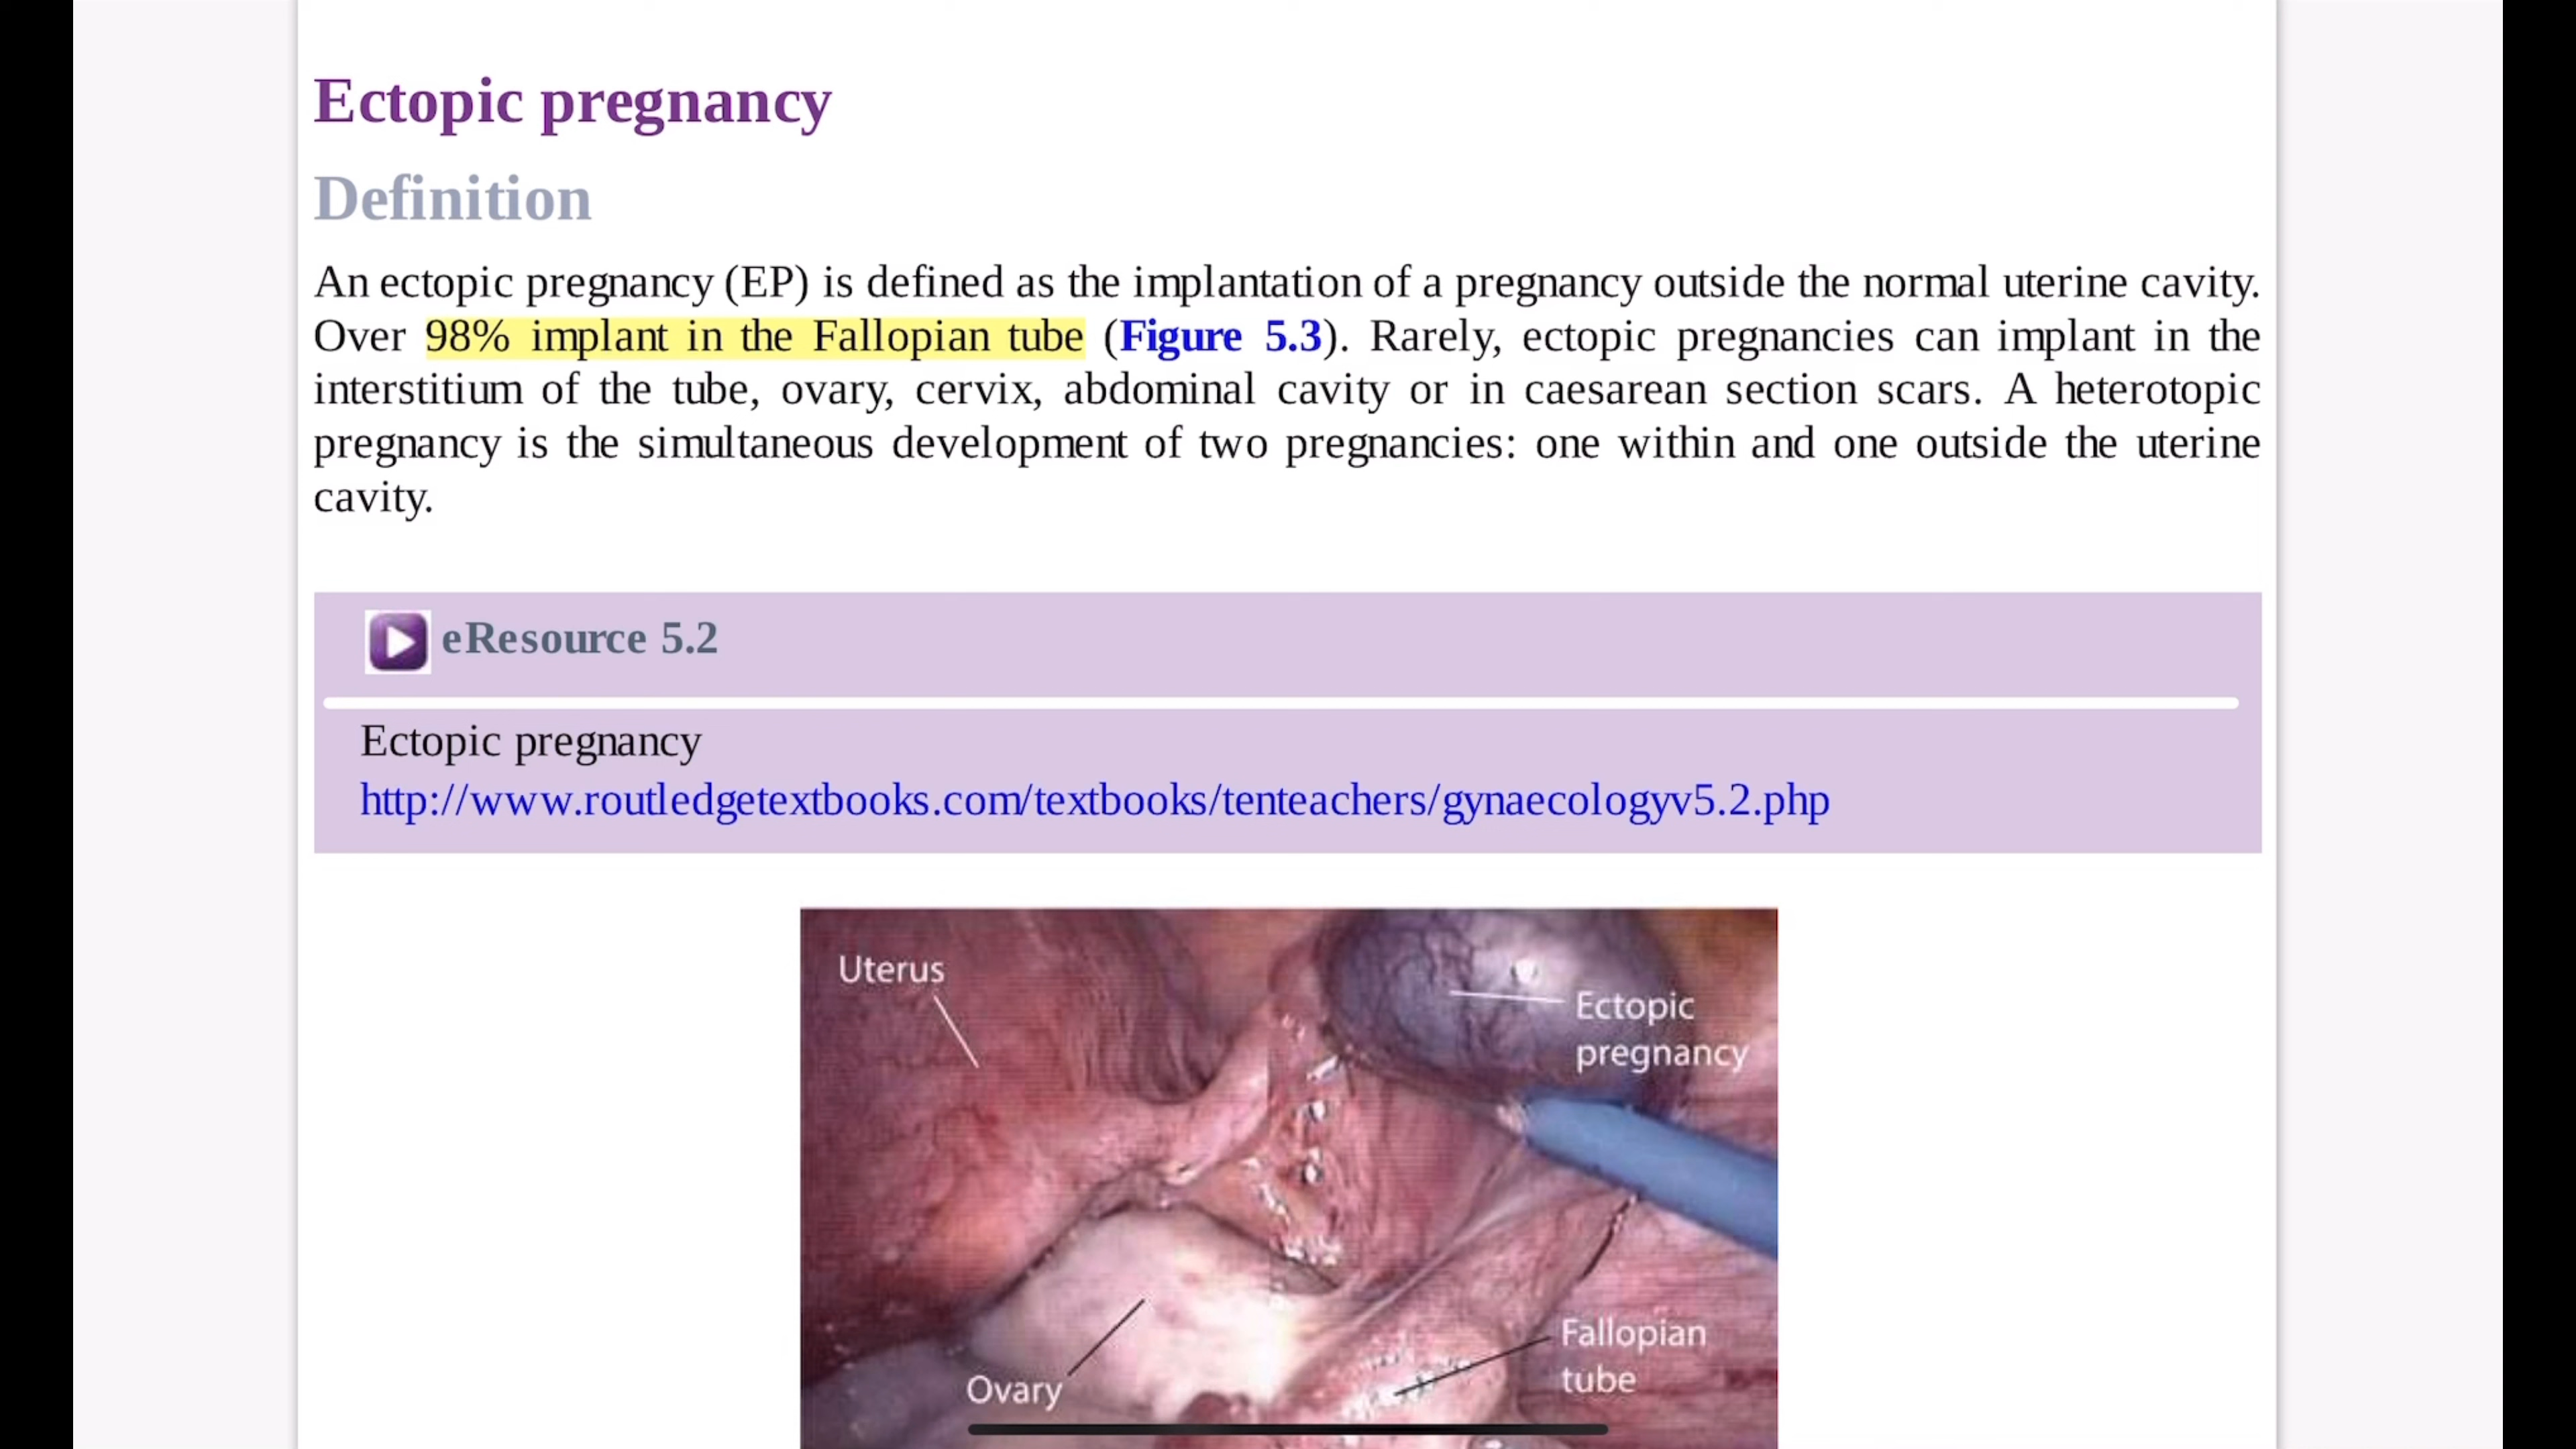 Ectopic pregnancy
Definition
An ectopic pregnancy (EP) is defined as the implantation of a pregnancy outside the normal uterine cavity.
Over 98% implant in the Fallopian tube (Figure 5.3). Rarely, ectopic pregnancies can implant in the
interstitium of the tube, ovary, cervix, abdominal cavity or in caesarean section scars. A heterotopic
pregnancy is the simultaneous development of two pregnancies: one within and one outside the uterine
cavity.
eResource 5.2
Ectopic pregnancy
http://www.routledgetextbooks.com/textbooks/tenteachers/gynaecologyv5.2.php
Uterus
Ectopic
pregnancy
Fallopian
tube
Ovary